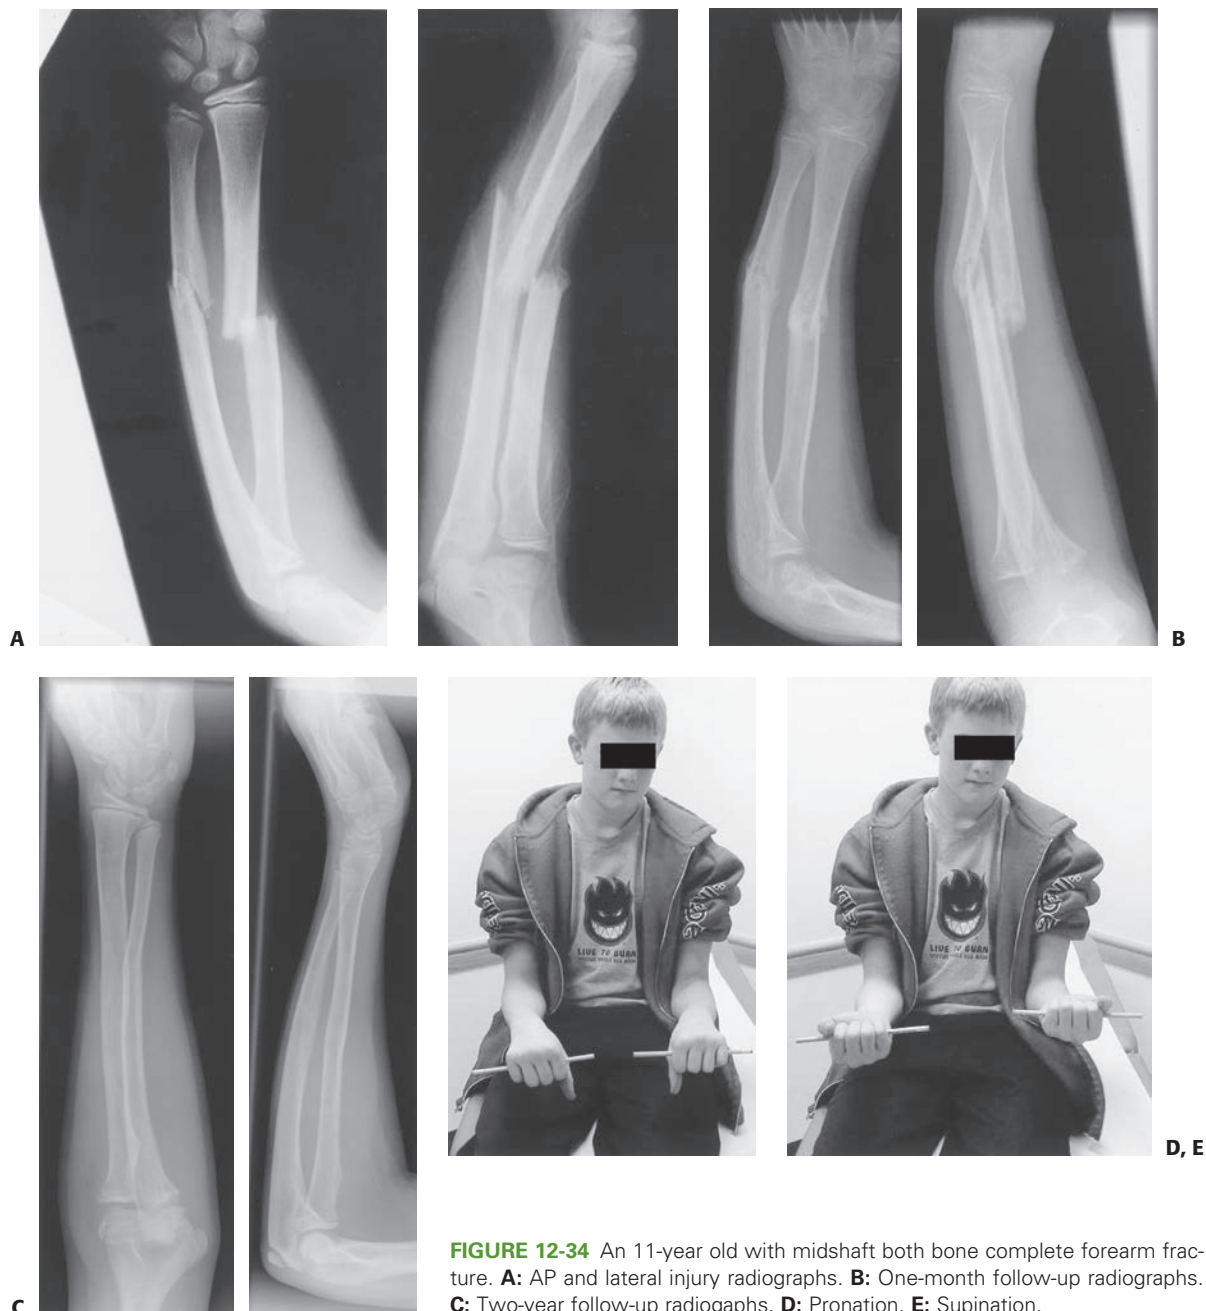 A
B
LIVE TO BURN
LIVE TO BURN
D, E
C
FIGURE 12-34 An 11-year old with midshaft both bone complete forearm frac-
ture. A: AP and lateral injury radiographs. B: One-month follow-up radiographs.
C: Two-year follow-up radiogaphs. D: Pronation. E: Supination.